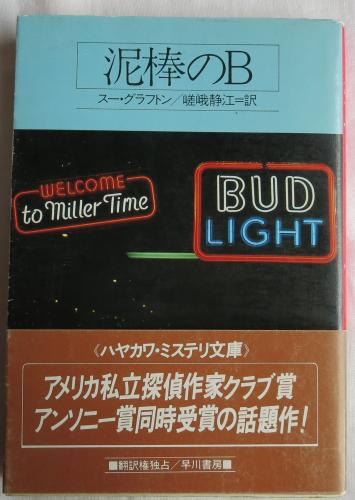 泥棒のB
スー・グラフトン／嵯峨静江=訳
WELCOME
to Miller Time
BUD
LIGHT
《ハヤカワ・ミステリ文庫》
アメリカ私立探偵作家クラブ賞
アンソニー賞同時受賞の話題作!
■翻訳権独占／早川書房■